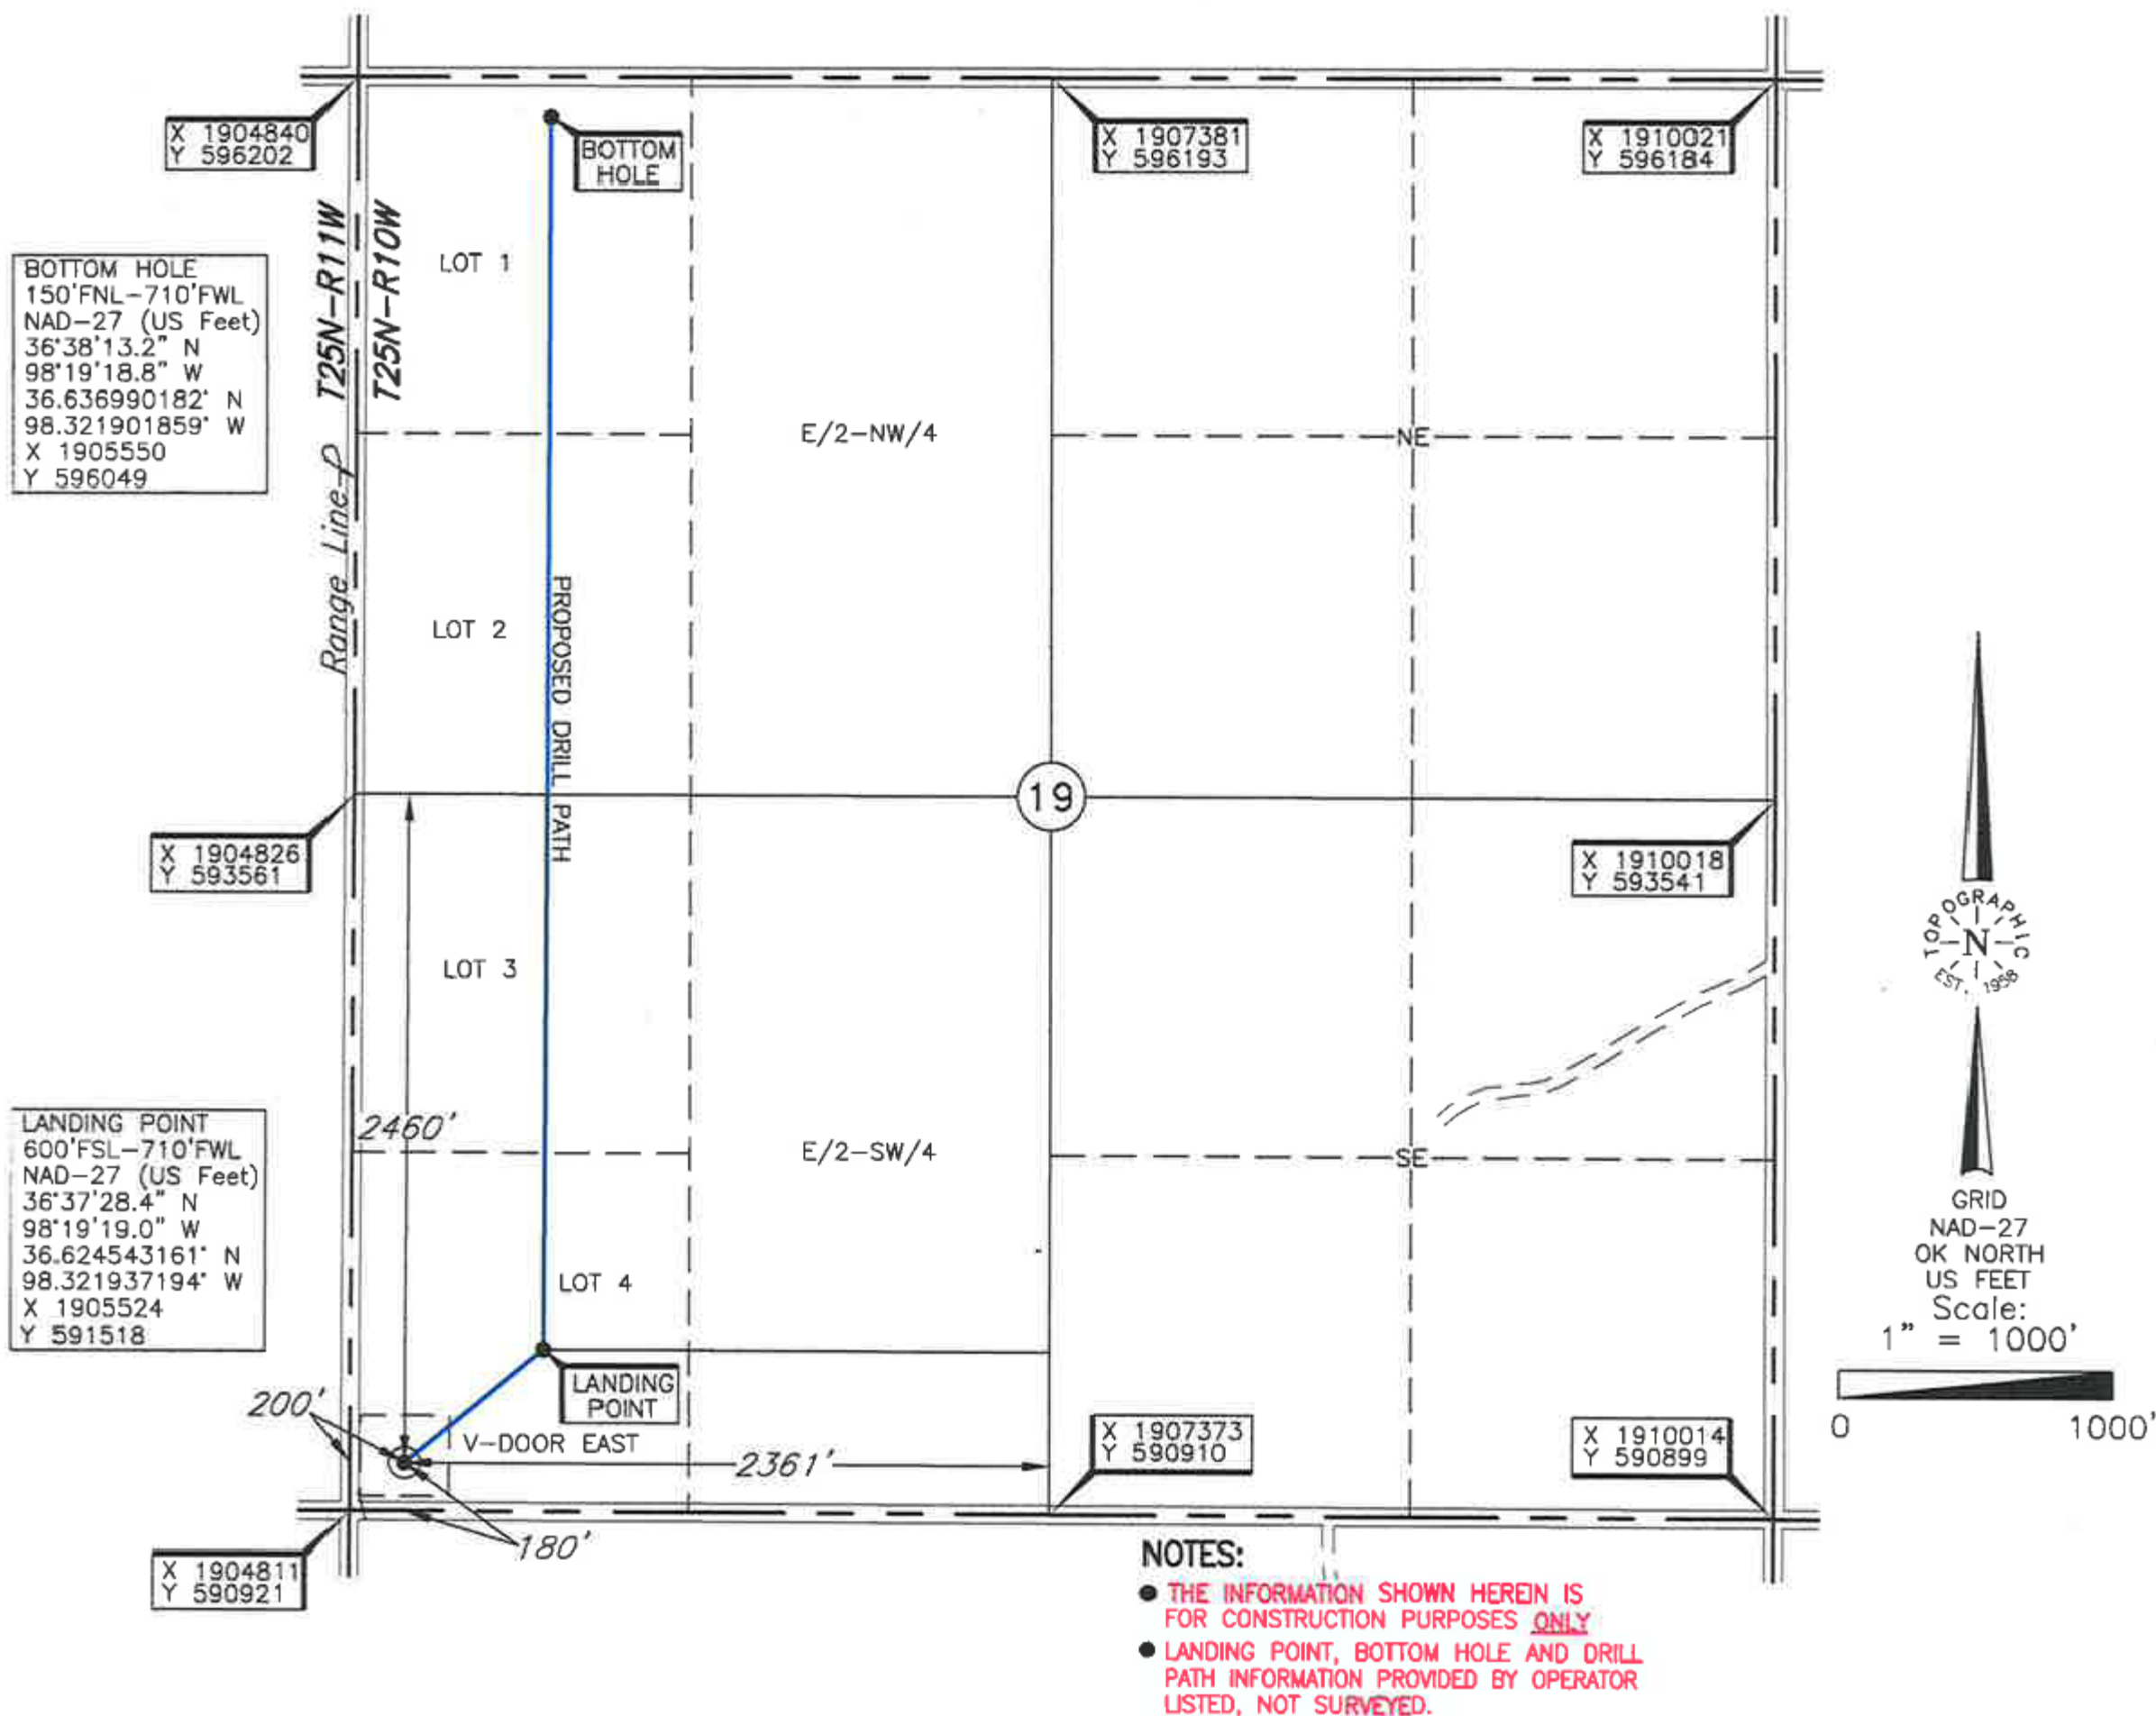 X 1904840
Y 596202
BOTTOM
HOLE
X 1907381
Y 596193
X 1910021
Y 596184
T25N-R11W
T25N-R10W
LOT 1
BOTTOM HOLE
150'FNL-710'FWL
NAD-27 (US Feet)
36°38'13.2" N
98°19'18.8" W
36.636990182° N
98.321901859° W
X 1905550
Y 596049
E/2-NW/4
NE
Range Line
LOT 2
PROPOSED DRILL PATH
19
X 1904826
Y 593561
X 1910018
Y 593541
LOT 3
TOPOGRAPHIC
N
EST. 1958
LANDING POINT
600'FSL-710'FWL
NAD-27 (US Feet)
36°37'28.4" N
98°19'19.0" W
36.624543161° N
98.321937194° W
X 1905524
Y 591518
2460'
E/2-SW/4
SE
LOT 4
GRID
NAD-27
OK NORTH
US FEET
Scale:
1" = 1000'
0 1000'
LANDING
POINT
200'
V-DOOR EAST
2361'
X 1907373
Y 590910
X 1910014
Y 590899
180'
X 1904811
Y 590921
NOTES:
● THE INFORMATION SHOWN HEREIN IS
FOR CONSTRUCTION PURPOSES ONLY
● LANDING POINT, BOTTOM HOLE AND DRILL
PATH INFORMATION PROVIDED BY OPERATOR
LISTED, NOT SURVEYED.